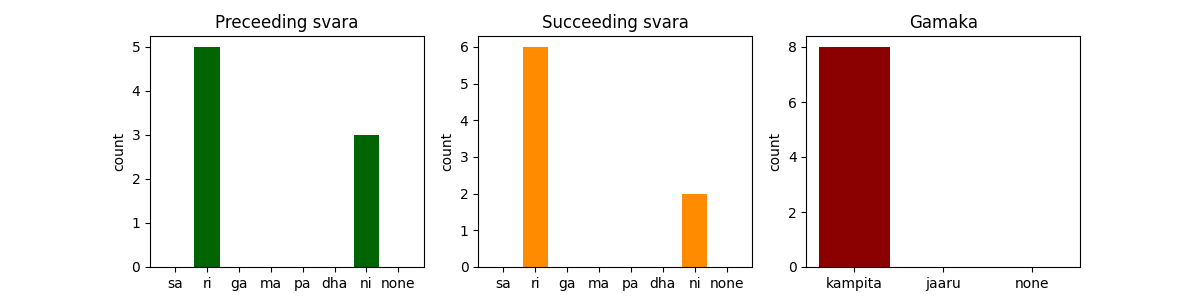 Preceeding svara
count
5
4
3
2
1
0
sa ri ga ma pa dha ni none
Succeeding svara
count
6
5
4
3
2
1
0
sa ri ga ma pa dha ni none
Gamaka
count
8
6
4
2
0
kampita jaaru none